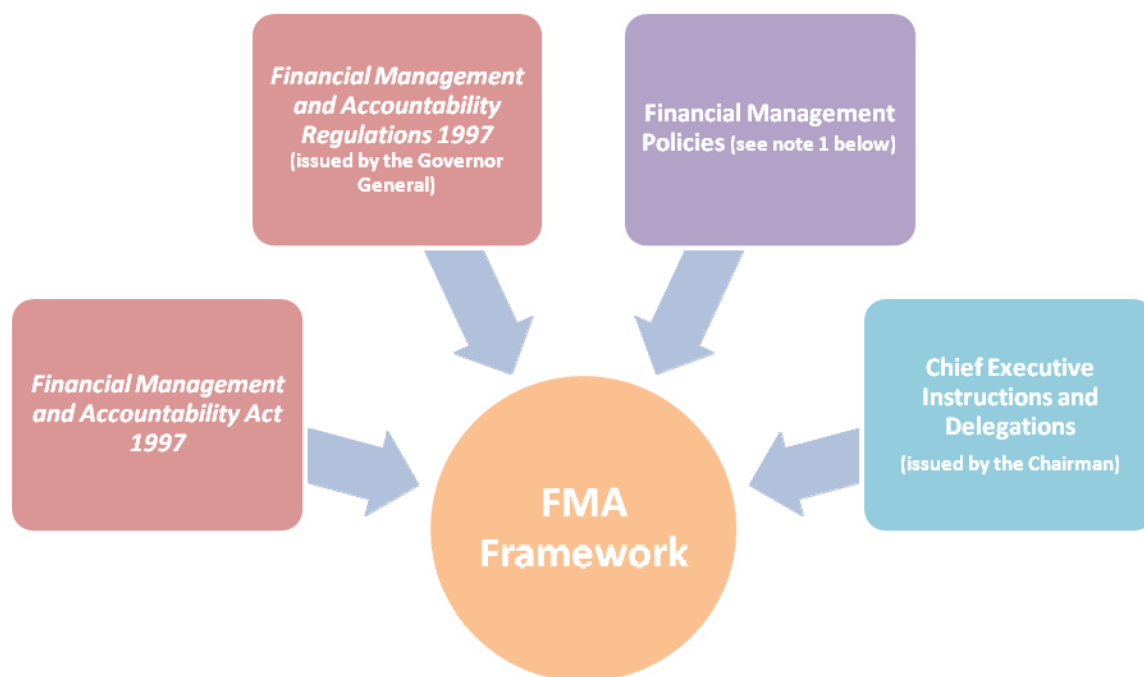 Financial Management
and Accountability
Regulations 1997
(issued by the Governor
General)
Financial Management
Policies (see note 1 below)
Financial Management
and Accountability Act
1997
Chief Executive
Instructions and
Delegations
(issued by the Chairman)
FMA
Framework